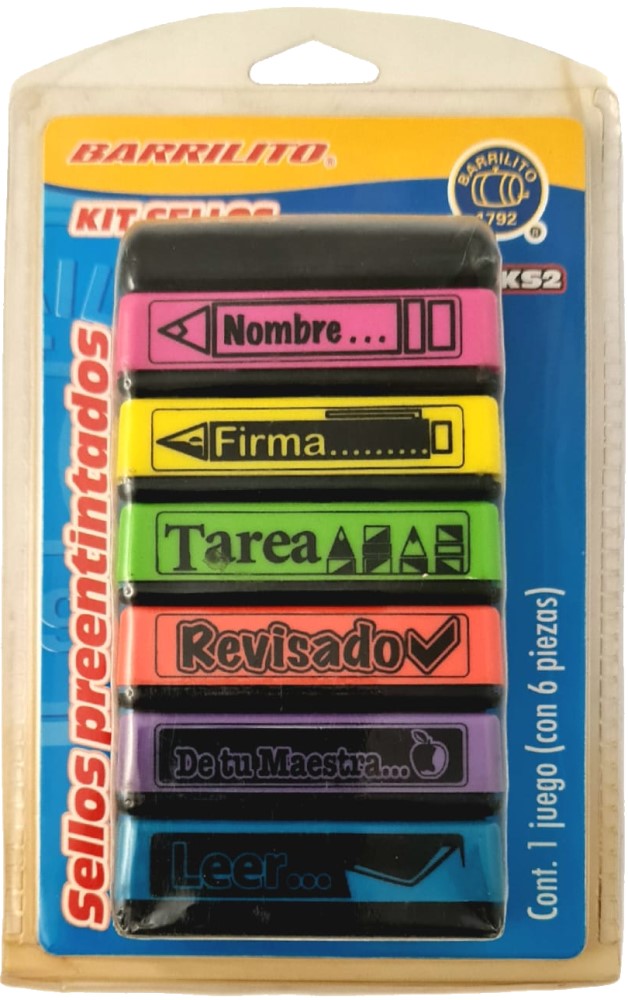 BARRILITO®
BARRILITO
1792
®
KIT SELLOS
KS2
Sellos preentintados
Nombre...
Firma.........
Tarea
Revisado
De tu Maestra...
Leer...
Cont. 1 juego (con 6 piezas)